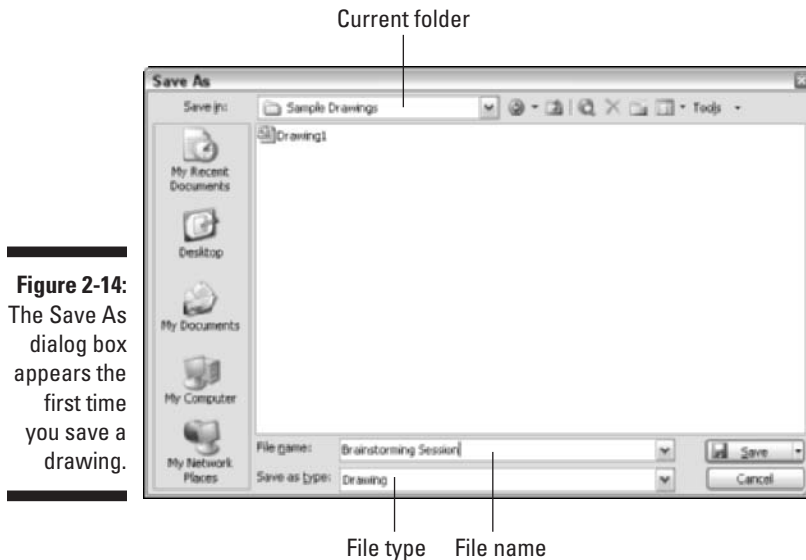 Current folder
Save As
Save in:
Sample Drawings
Tools
Drawing1
My Recent
Documents
Desktop
My Documents
My Computer
My Network
Places
File name:
Brainstorming Session
Save
Save as type:
Drawing
Cancel
Figure 2-14:
The Save As
dialog box
appears the
first time
you save a
drawing.
File type
File name